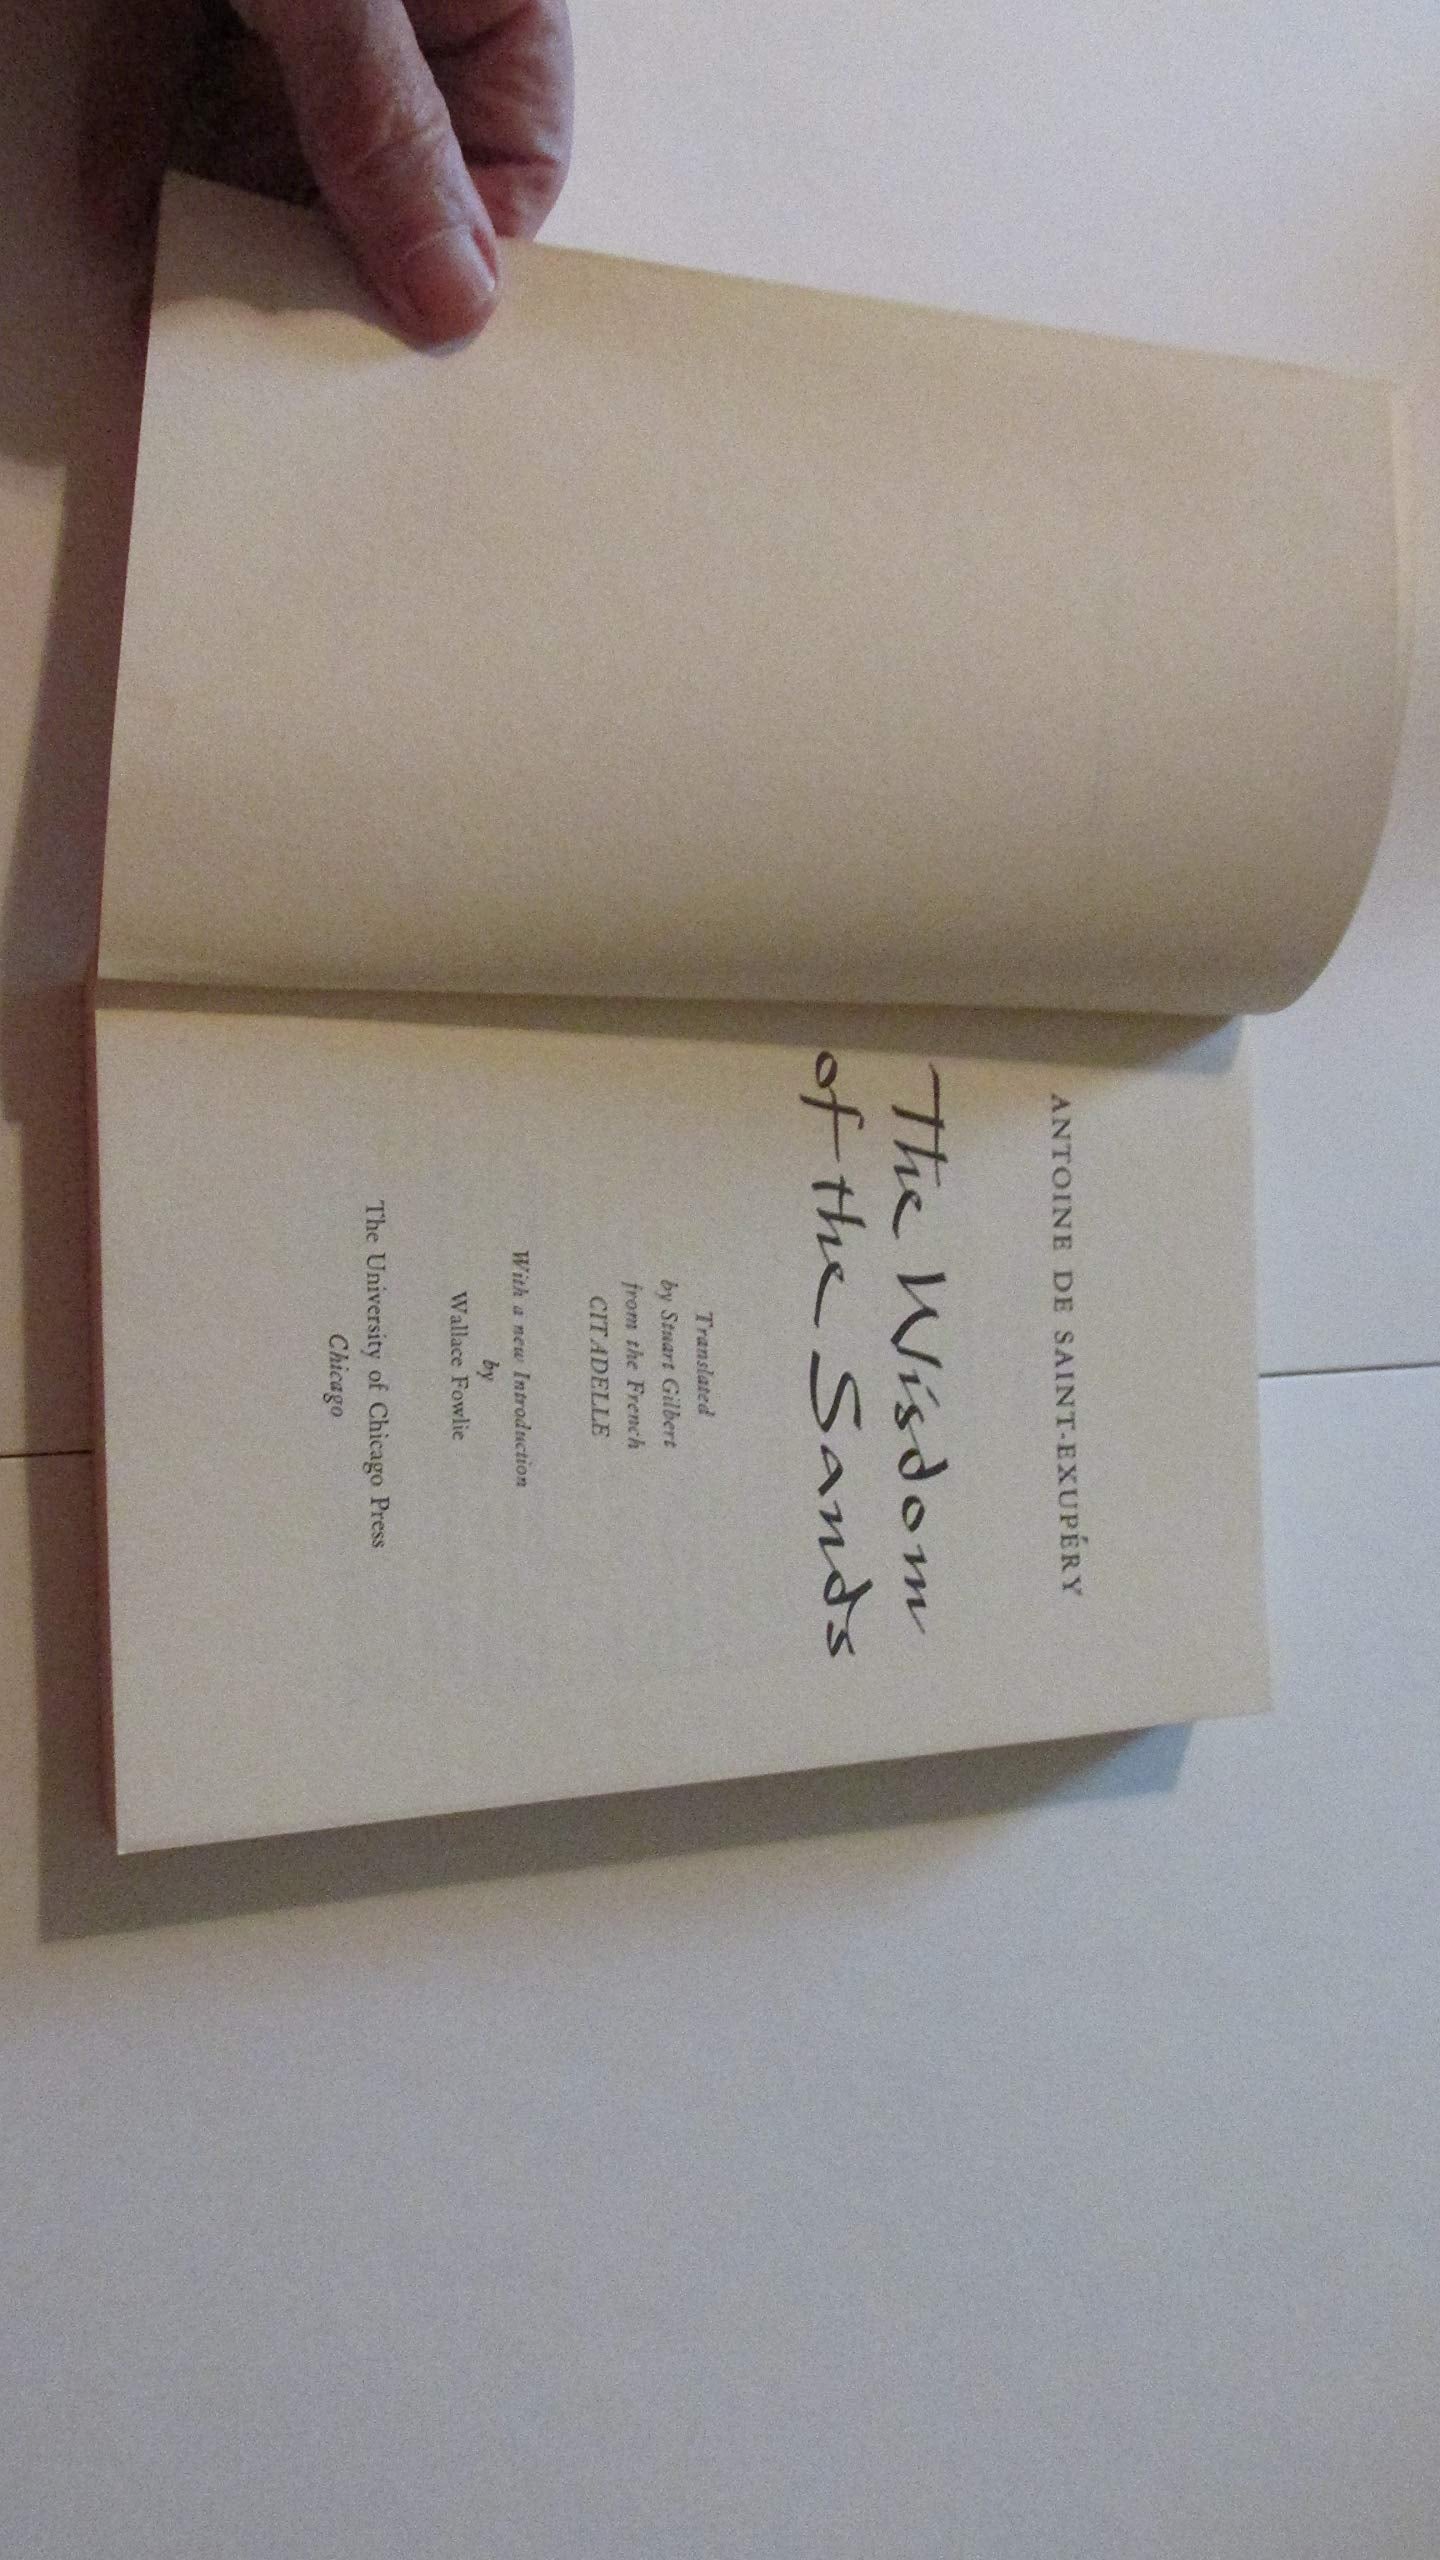 ANTOINE DE SAINT-EXUPÉRY
The Wisdom
of the Sands
Translated
by Stuart Gilbert
from the French
CITADELLE
With a new Introduction
by
Wallace Fowlie
The University of Chicago Press
Chicago